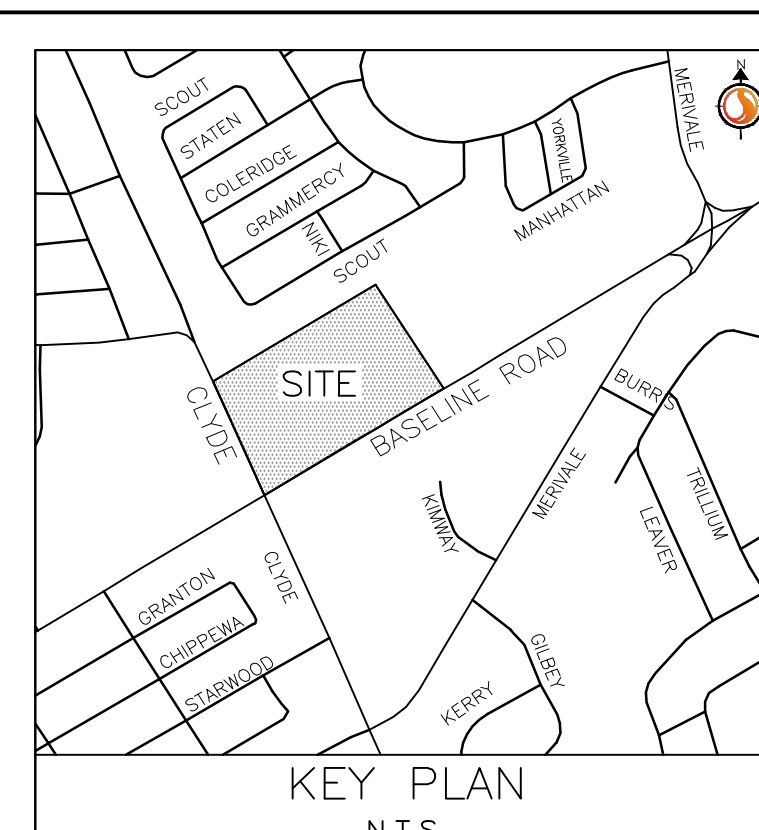 N
SCOUT
MERIVALE
STATEN
YORKVILLE
COLERIDGE
GRAMMERCY
MANHATTAN
NIKI
SCOUT
SITE
BASELINE ROAD
CLYDE
BURRIS
MERIVALE
TRILLIUM
KIMWAY
LEAVER
CLYDE
GRANTON
CHIPPEWA
STARWOOD
GILBEY
KERRY
KEY PLAN
N.T.S.